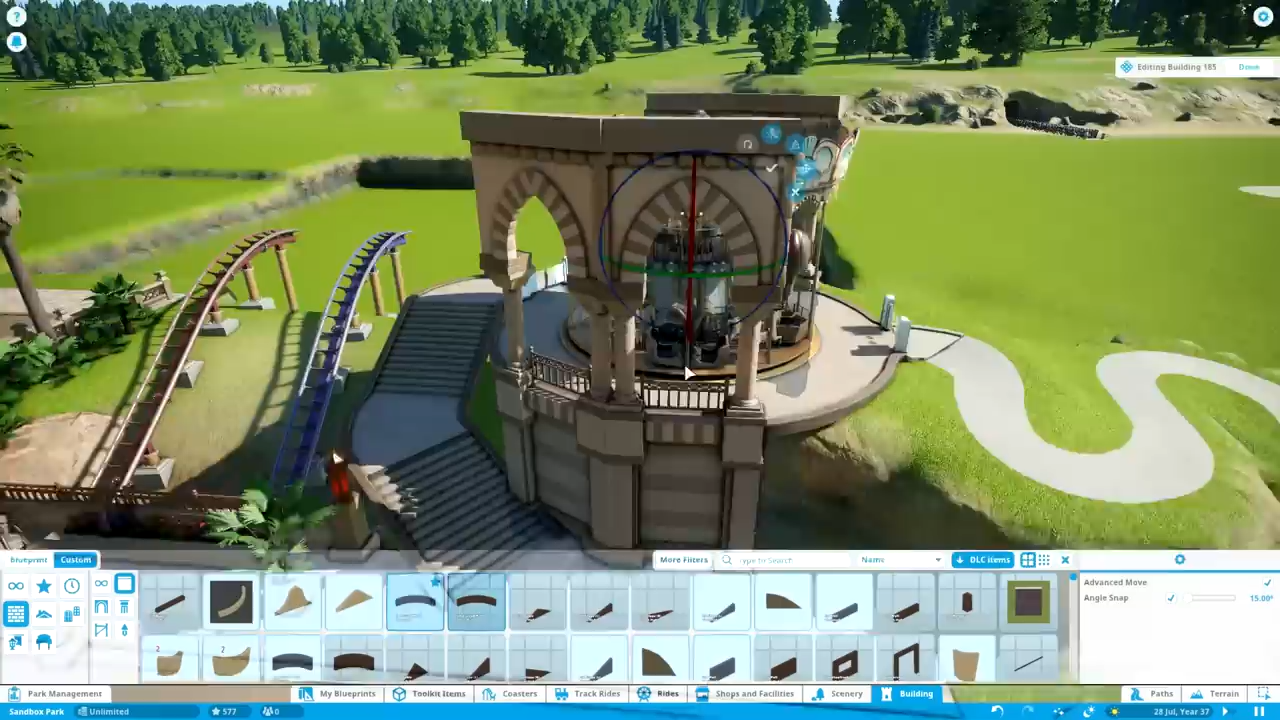 ?
Editing Building 185 Done
Blueprint Custom More Filters Type to Search Name DLC items
2 2
Advanced Move
Angle Snap 15.00°
Park Management My Blueprints Toolkit Items Coasters Track Rides Rides Shops and Facilities Scenery Building Paths Terrain
Sandbox Park Unlimited 577 0 28 Jul, Year 37